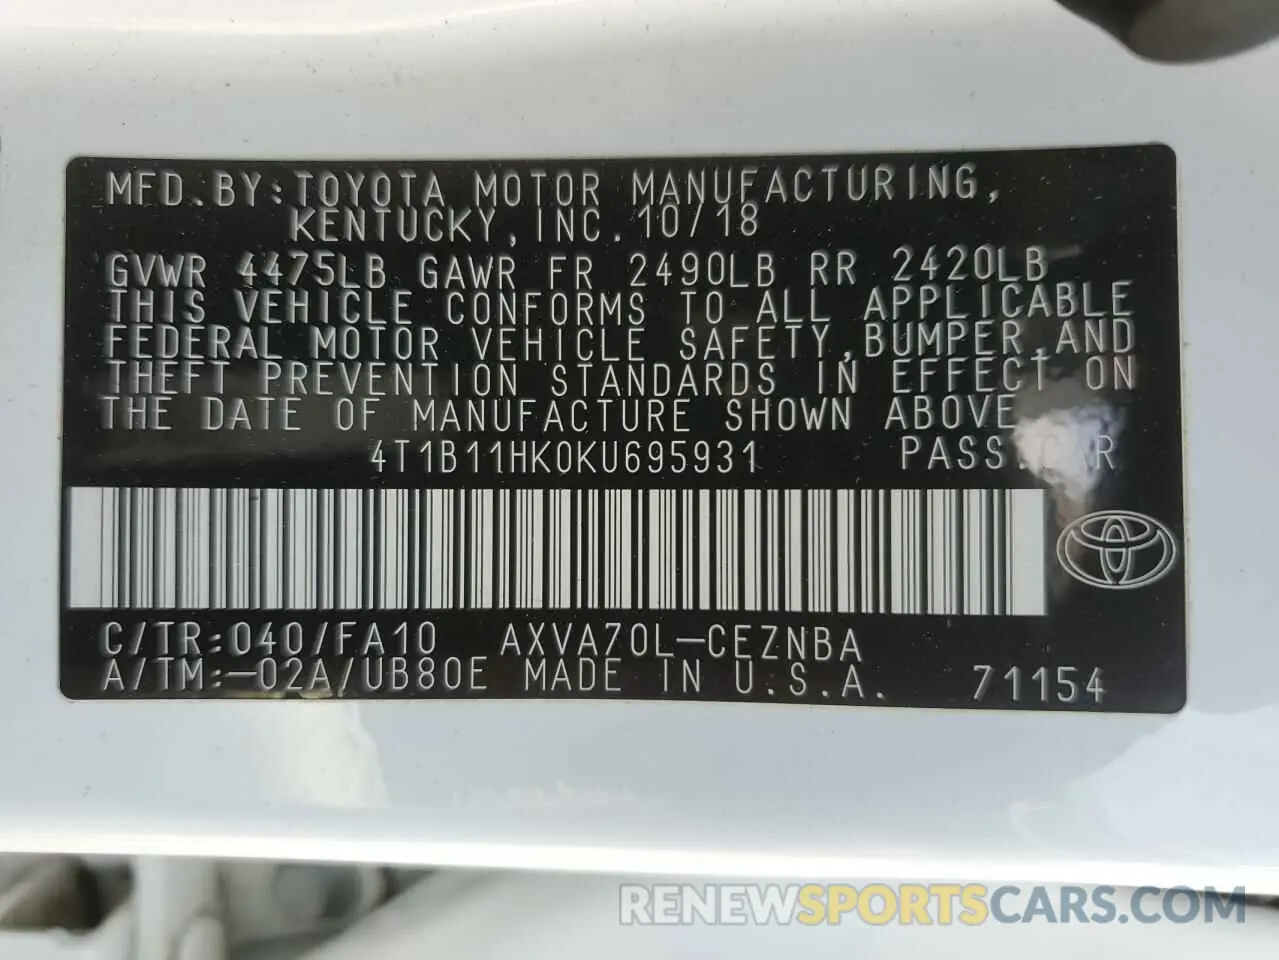 MFD.BY:TOYOTA MOTOR MANUFACTURING,
KENTUCKY,INC.10/18
GVWR 4475LB GAWR FR 2490LB RR 2420LB
THIS VEHICLE CONFORMS TO ALL APPLICABLE
FEDERAL MOTOR VEHICLE SAFETY,BUMPER,AND
THEFT PREVENTION STANDARDS IN EFFECT ON
THE DATE OF MANUFACTURE SHOWN ABOVE.
4T1B11HK0KU695931 PASS.
C/TR:040/FA10 AXVA70L-CEZNBA
A/TM:-02A/UB80E MADE IN U.S.A. 71154
RENEWSPORTSCARS.COM